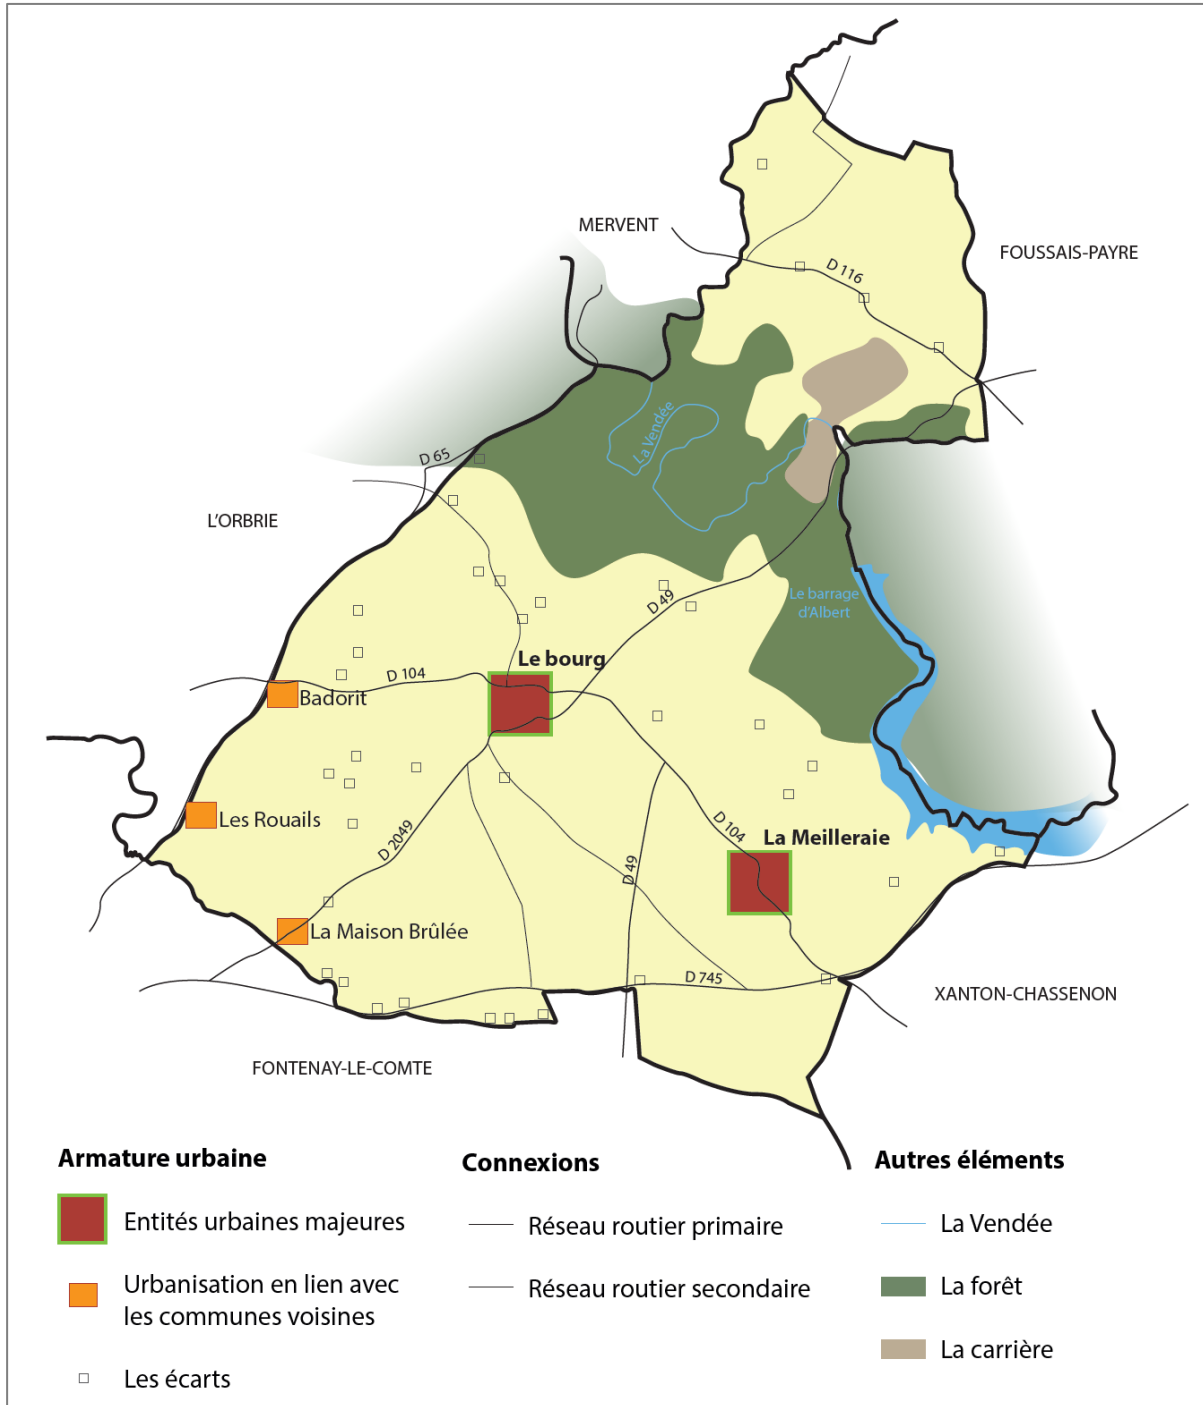 MERVENT
FOUSSAIS-PAYRE
D 116
La Vendée
D 65
L'ORBRIE
Le barrage
d'Albert
D 49
Le bourg
D 104
Badorit
Les Rouails
D 2049
D 104
La Meilleraie
D 49
La Maison Brûlée
D 745
XANTON-CHASSENON
FONTENAY-LE-COMTE
Armature urbaine
Entités urbaines majeures
Urbanisation en lien avec
les communes voisines
Les écarts
Connexions
Réseau routier primaire
Réseau routier secondaire
Autres éléments
La Vendée
La forêt
La carrière